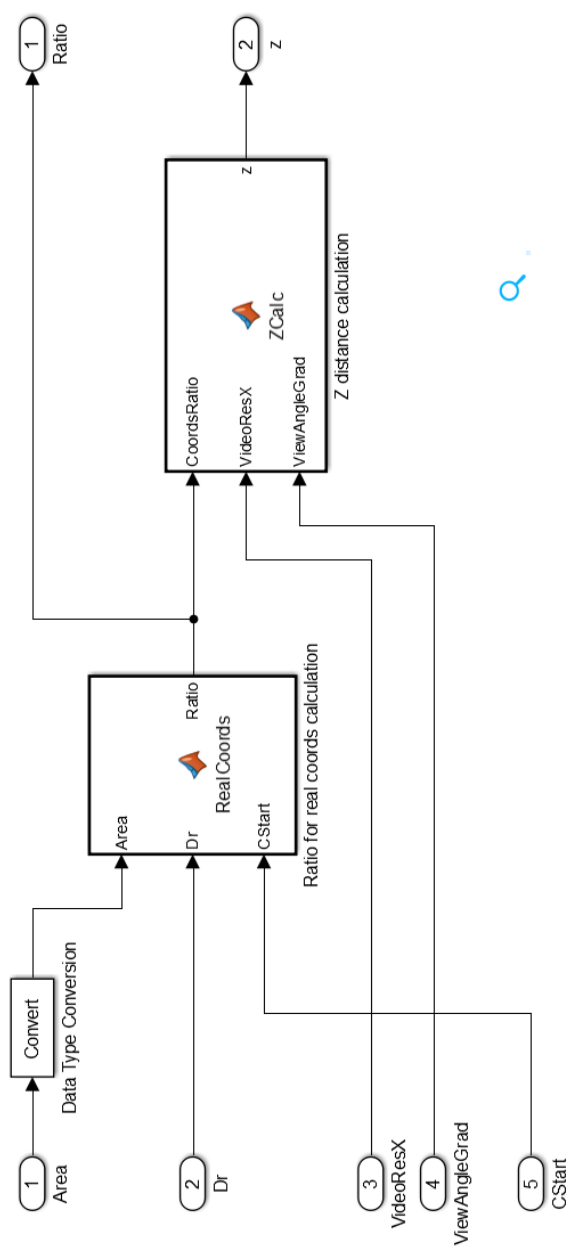 1
Area
Convert
Data Type Conversion
2
Dr
3
VideoResX
4
ViewAngleGrad
5
CStart
Area
Dr
CStart
RealCoords
Ratio
Ratio for real coords calculation
CoordsRatio
VideoResX
ViewAngleGrad
ZCalc
z
Z distance calculation
1
Ratio
2
z